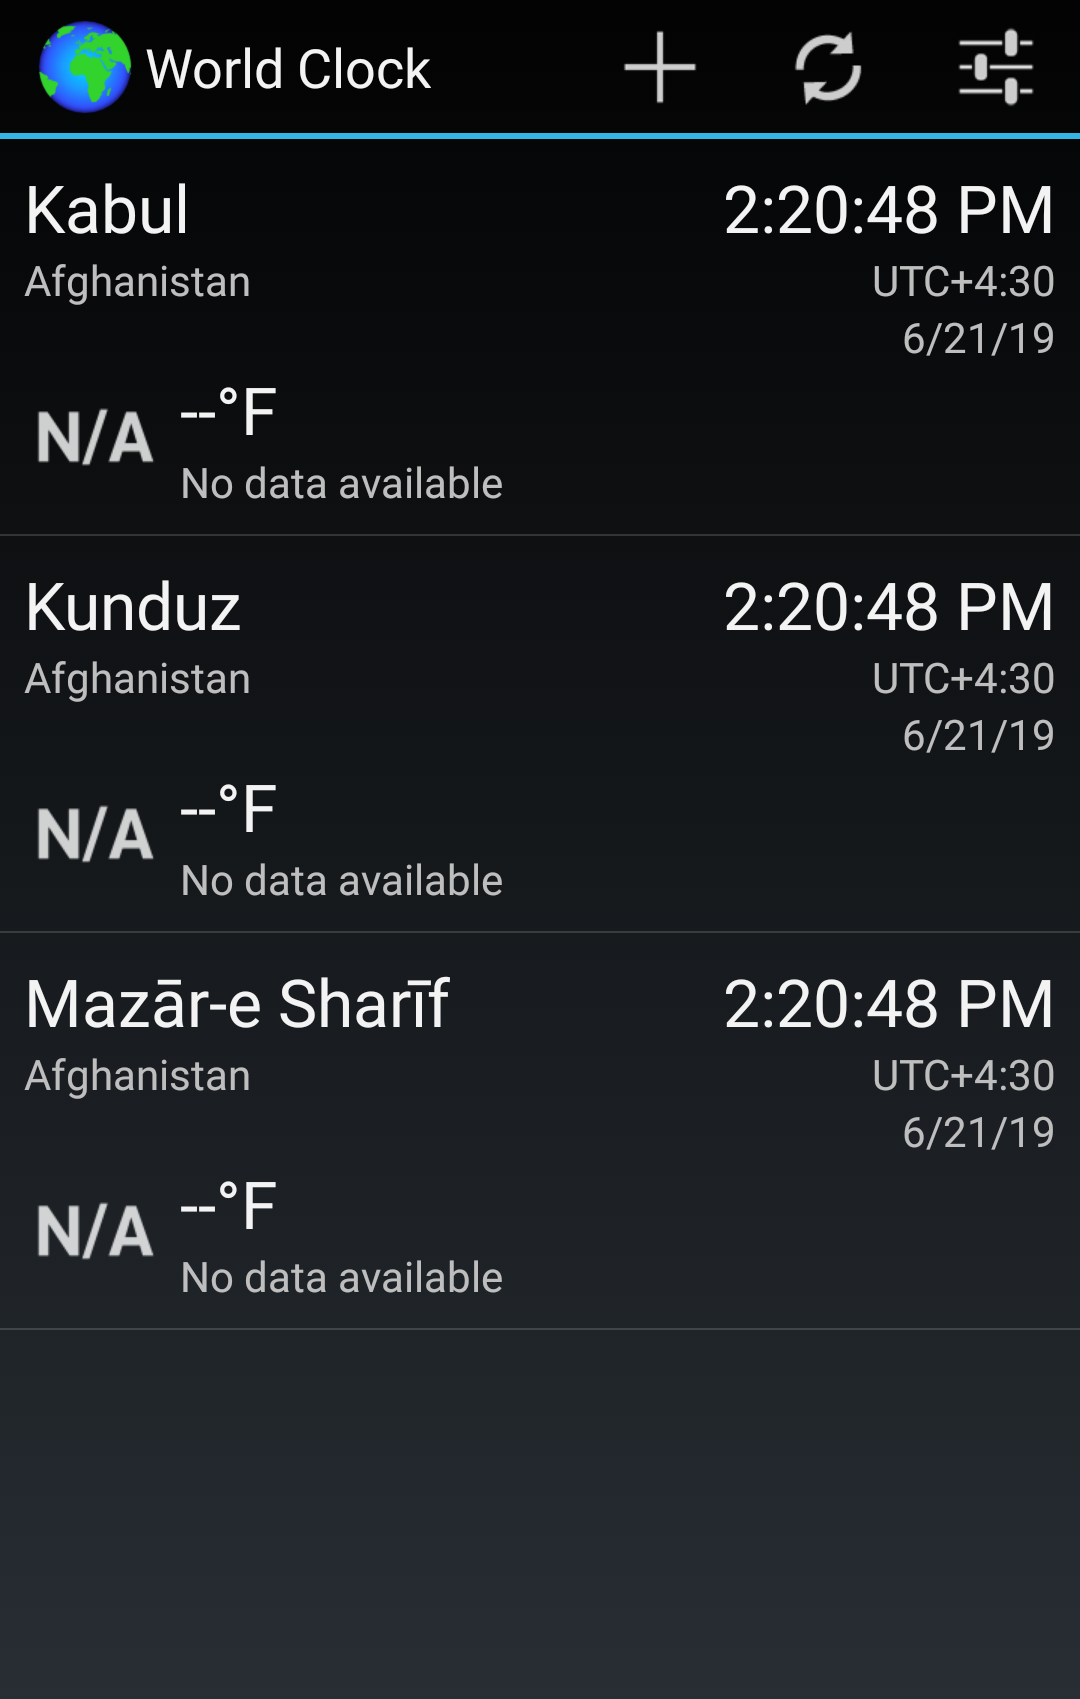 World Clock
Kabul 2:20:48 PM
Afghanistan UTC+4:30
6/21/19
N/A --°F
No data available
Kunduz 2:20:48 PM
Afghanistan UTC+4:30
6/21/19
N/A --°F
No data available
Mazār-e Sharīf 2:20:48 PM
Afghanistan UTC+4:30
6/21/19
N/A --°F
No data available